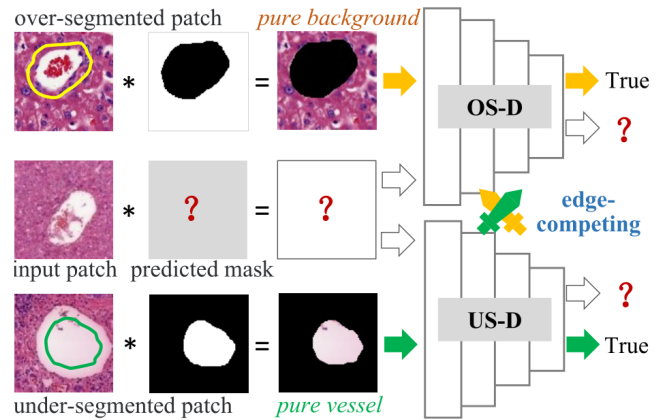 over-segmented patch pure background
* =
OS-D
True
?
* ? = ?
edge-
competing
input patch predicted mask
* =
US-D
?
True
under-segmented patch pure vessel